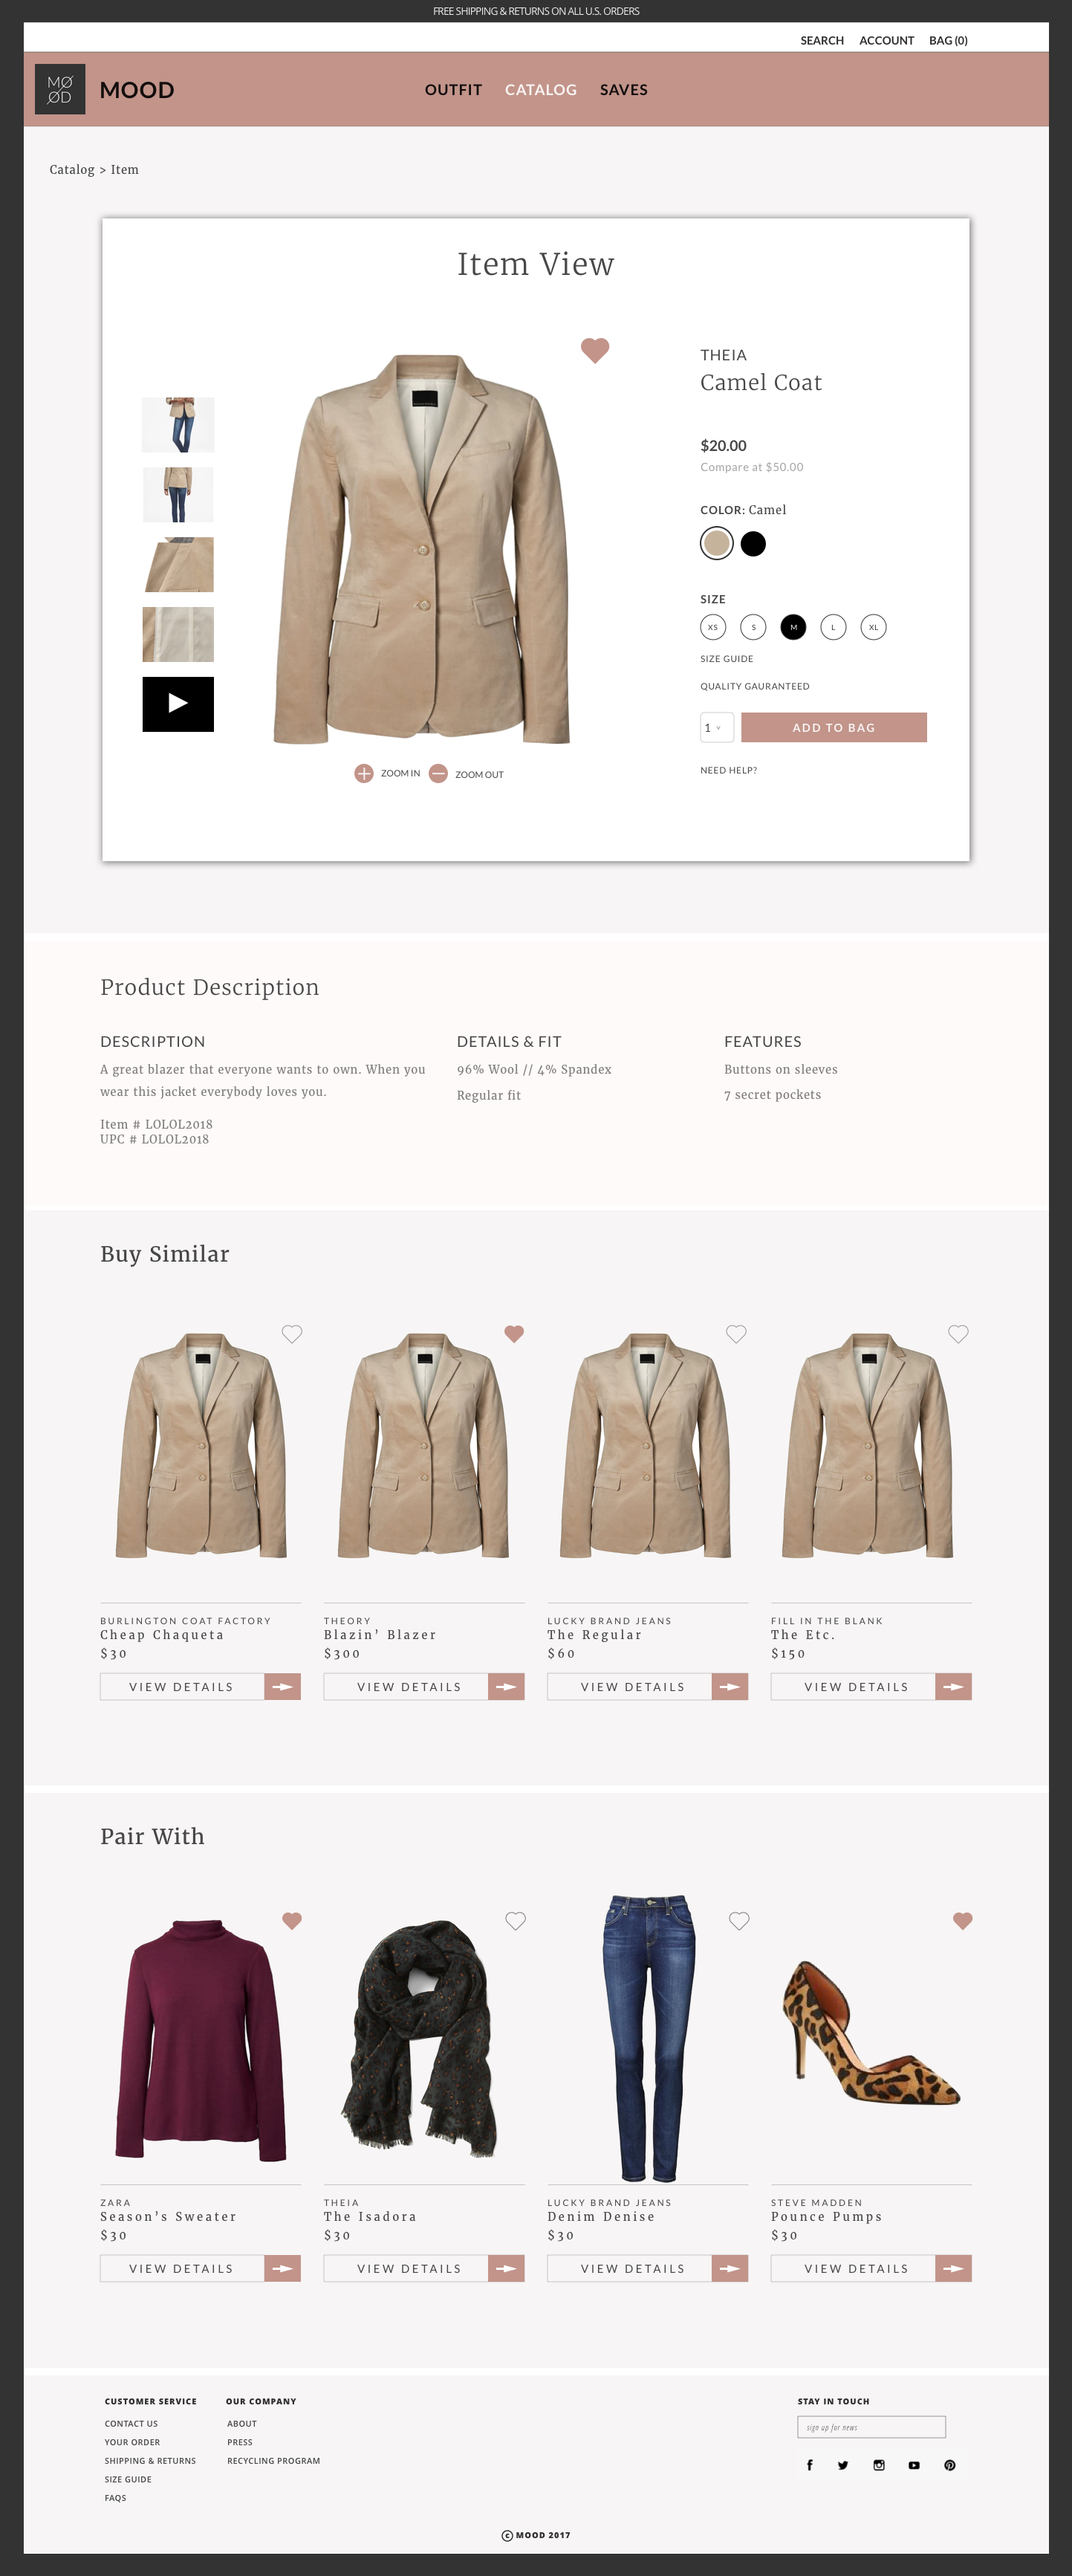 FREE SHIPPING & RETURNS ON ALL U.S. ORDERS
SEARCH ACCOUNT BAG (0)
MØ
ØD
MOOD
OUTFIT CATALOG SAVES
Catalog > Item
Item View
THEIA
Camel Coat
$20.00
Compare at $50.00
COLOR: Camel
SIZE
XS S M L XL
SIZE GUIDE
QUALITY GAURANTEED
1 ADD TO BAG
NEED HELP?
ZOOM IN ZOOM OUT
Product Description
DESCRIPTION
A great blazer that everyone wants to own. When you
wear this jacket everybody loves you.
Item # LOLOL2018
UPC # LOLOL2018
DETAILS & FIT
96% Wool // 4% Spandex
Regular fit
FEATURES
Buttons on sleeves
7 secret pockets
Buy Similar
BURLINGTON COAT FACTORY
Cheap Chaqueta
$30
VIEW DETAILS
THEORY
Blazin’ Blazer
$300
VIEW DETAILS
LUCKY BRAND JEANS
The Regular
$60
VIEW DETAILS
FILL IN THE BLANK
The Etc.
$150
VIEW DETAILS
Pair With
ZARA
Season’s Sweater
$30
VIEW DETAILS
THEIA
The Isadora
$30
VIEW DETAILS
LUCKY BRAND JEANS
Denim Denise
$30
VIEW DETAILS
STEVE MADDEN
Pounce Pumps
$30
VIEW DETAILS
CUSTOMER SERVICE
CONTACT US
YOUR ORDER
SHIPPING & RETURNS
SIZE GUIDE
FAQS
OUR COMPANY
ABOUT
PRESS
RECYCLING PROGRAM
STAY IN TOUCH
sign up for news
© MOOD 2017